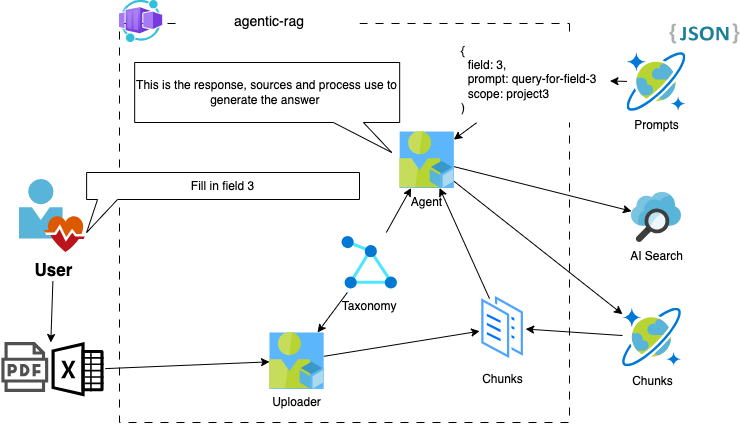 agentic-rag
{ JSON }
{
field: 3,
prompt: query-for-field-3
scope: project3
)
This is the response, sources and process use to
generate the answer
Prompts
Fill in field 3
Agent
User
AI Search
Taxonomy
PDF
X
Uploader
Chunks
Chunks